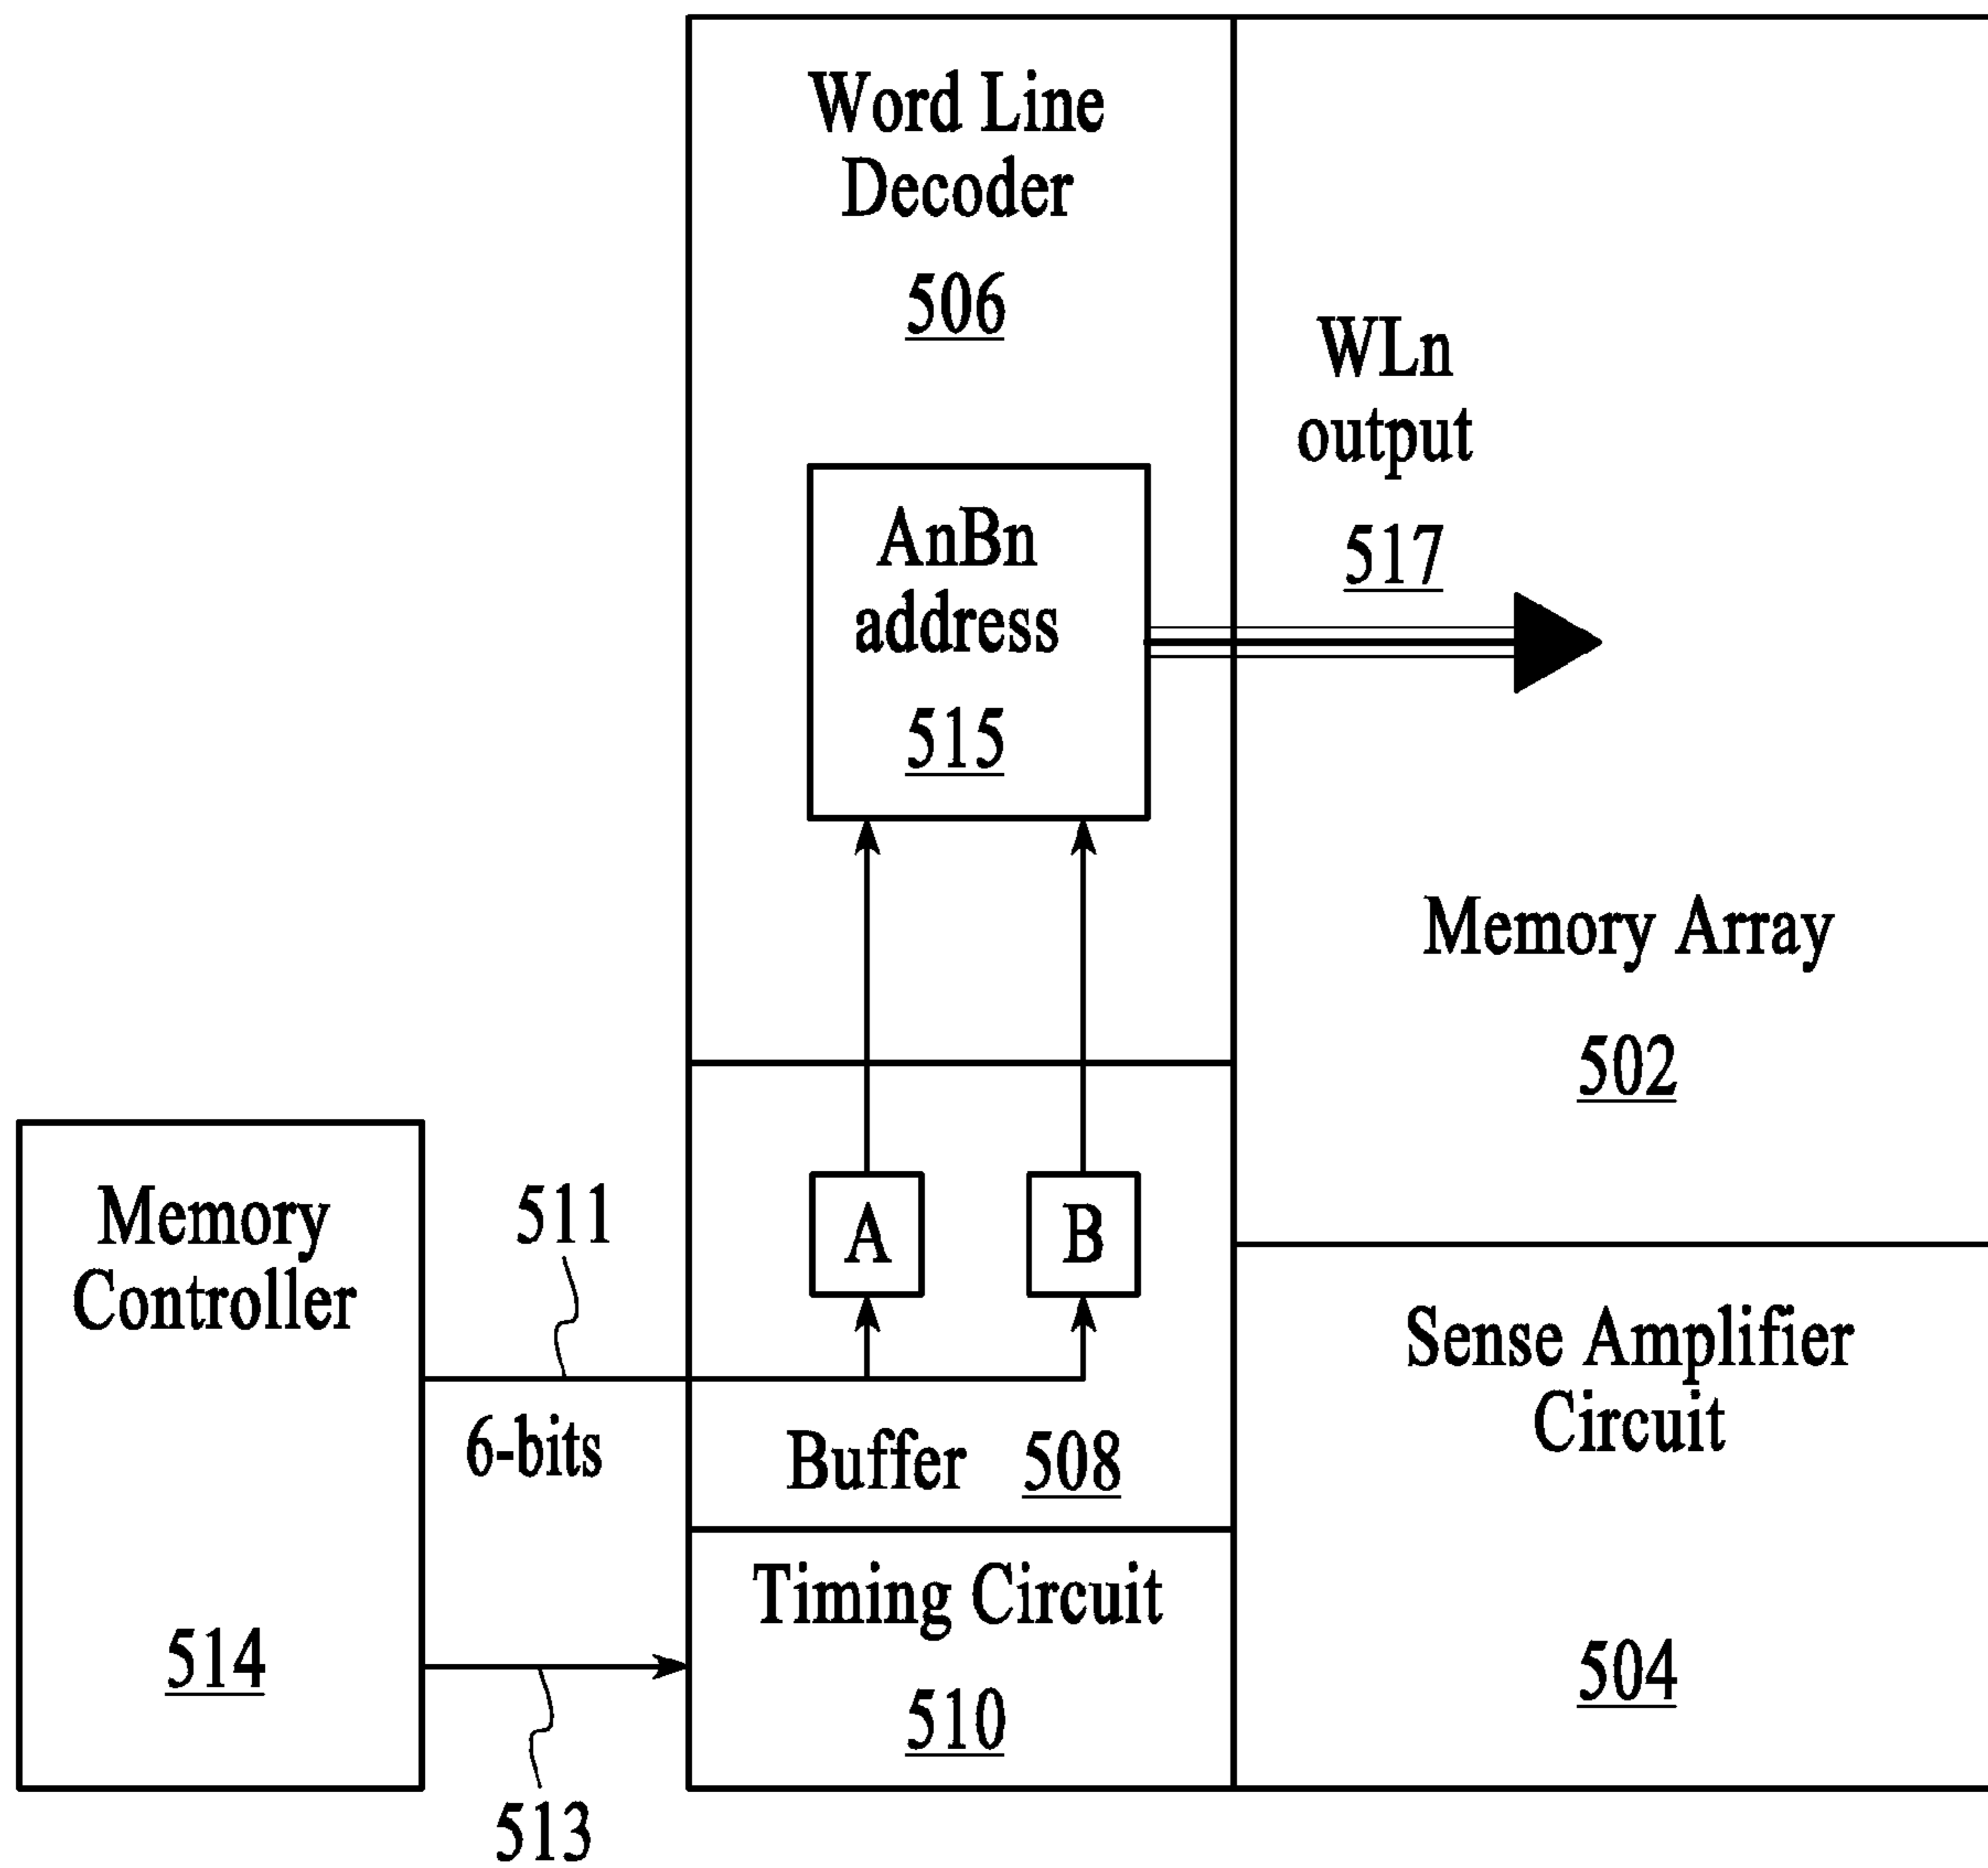 Word Line
Decoder
506
WLn
output
517
AnBn
address
515
Memory Array
502
Memory
Controller
514
511
6-bits
A
B
Buffer 508
Timing Circuit
510
Sense Amplifier
Circuit
504
513